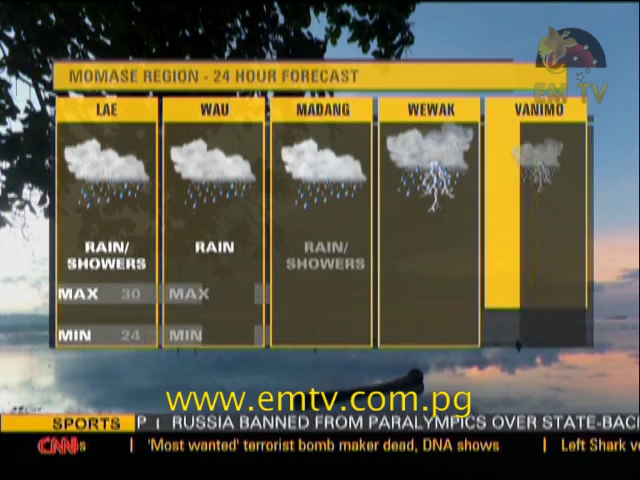 EM TV
MOMASE REGION - 24 HOUR FORECAST
LAE WAU MADANG WEWAK VANIMO
RAIN/ SHOWERS
RAIN
RAIN/ SHOWERS
MAX 30 MAX
MIN 24 MIN
www.emtv.com.pg
SPORTS P | RUSSIA BANNED FROM PARALYMPICS OVER STATE-BAC
CNN s | 'Most wanted' terrorist bomb maker dead, DNA shows | Left Shark v